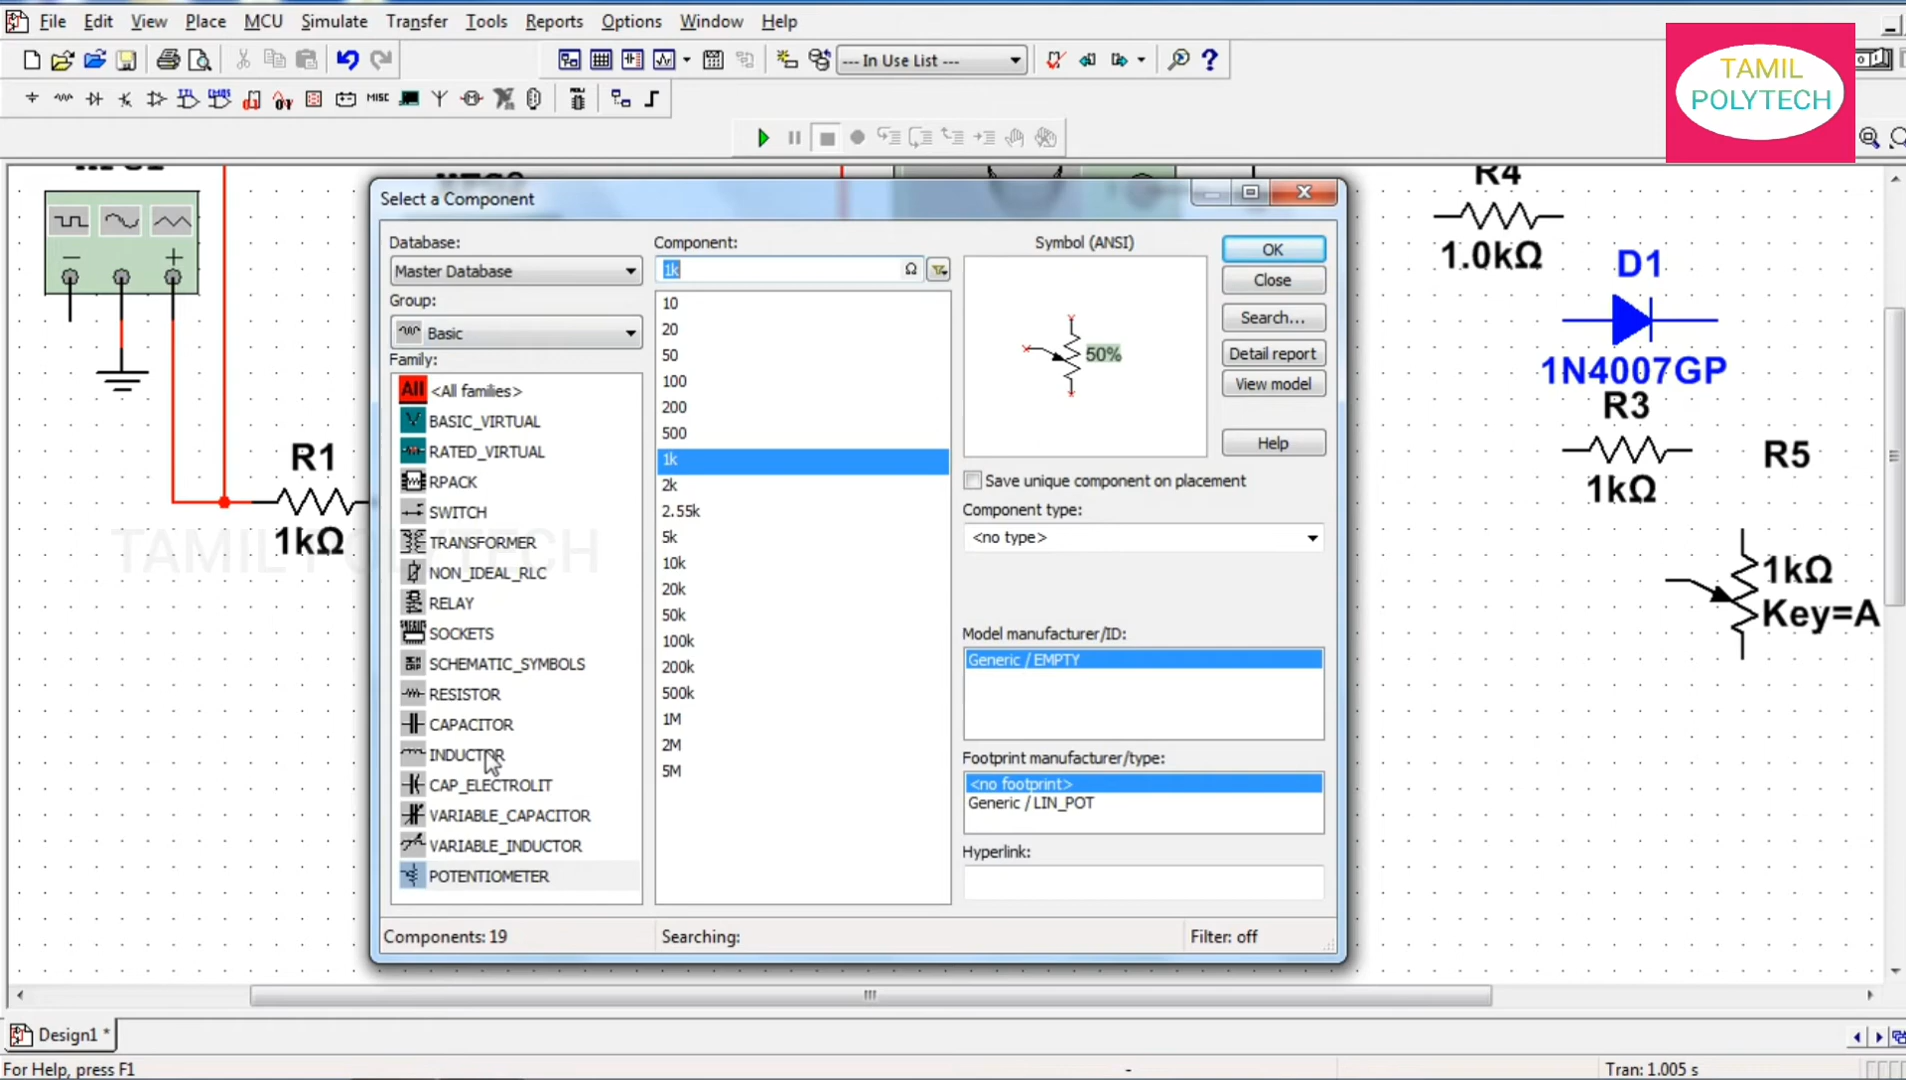 File Edit View Place MCU Simulate Transfer Tools Reports Options Window Help
--- In Use List ---
MISC
TAMIL
POLYTECH
Select a Component
Database:
Master Database
Group:
Basic
Family:
All <All families>
BASIC_VIRTUAL
RATED_VIRTUAL
RPACK
SWITCH
TRANSFORMER
NON_IDEAL_RLC
RELAY
SOCKETS
SCHEMATIC_SYMBOLS
RESISTOR
CAPACITOR
INDUCTOR
CAP_ELECTROLIT
VARIABLE_CAPACITOR
VARIABLE_INDUCTOR
POTENTIOMETER
Component:
1k
Ω
10
20
50
100
200
500
1k
2k
2.55k
5k
10k
20k
50k
100k
200k
500k
1M
2M
5M
Symbol (ANSI)
50%
OK
Close
Search...
Detail report
View model
Help
Save unique component on placement
Component type:
<no type>
Model manufacturer/ID:
Generic / EMPTY
Footprint manufacturer/type:
<no footprint>
Generic / LIN_POT
Hyperlink:
Components: 19
Searching:
Filter: off
R1
1kΩ
R4
1.0kΩ
D1
1N4007GP
R3
1kΩ
R5
1kΩ
Key=A
Design1 *
For Help, press F1
-
Tran: 1.005 s